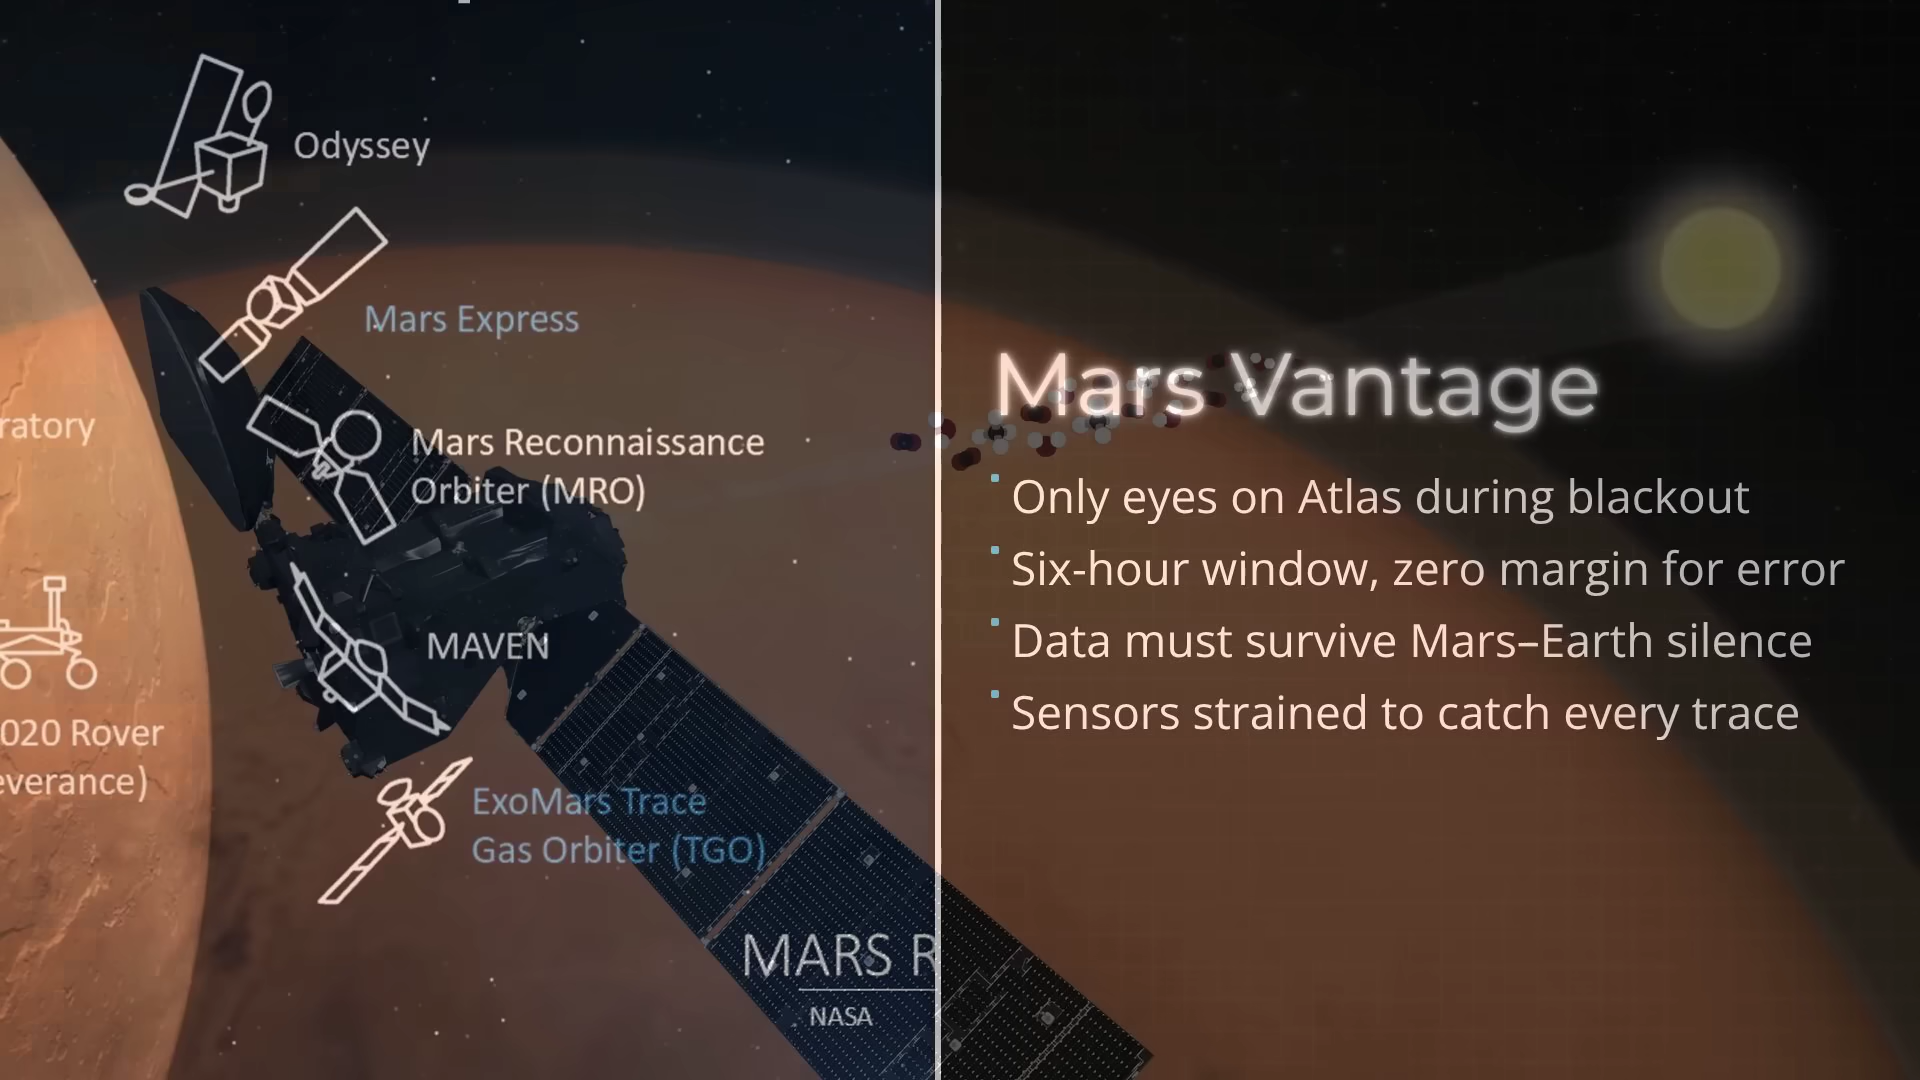 Odyssey
Mars Express
ratory
Mars Reconnaissance
Orbiter (MRO)
MAVEN
020 Rover
everance)
ExoMars Trace
Gas Orbiter (TGO)
MARS R
NASA
Mars Vantage
Only eyes on Atlas during blackout
Six-hour window, zero margin for error
Data must survive Mars–Earth silence
Sensors strained to catch every trace